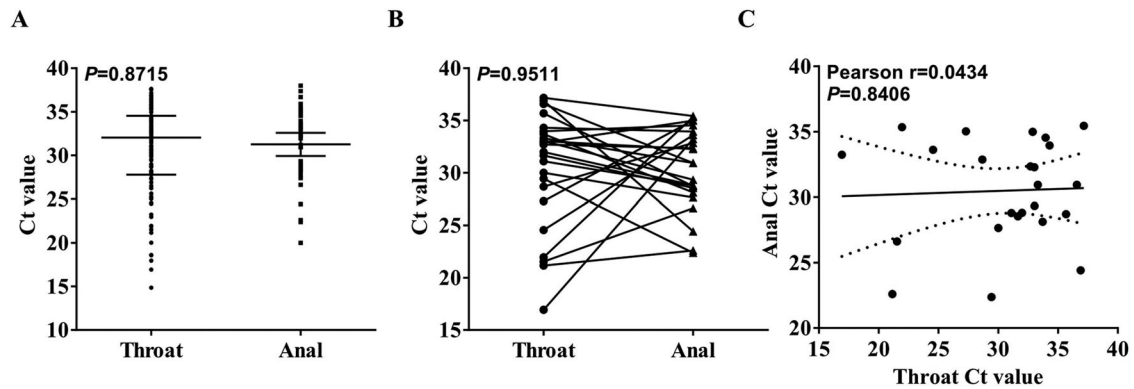 A
P=0.8715
Ct value
40
35
30
25
20
15
10
Throat
Anal
B
P=0.9511
Ct value
40
35
30
25
20
15
10
Throat
Anal
C
Pearson r=0.0434
P=0.8406
Anal Ct value
40
35
30
25
20
15
20
25
30
35
40
Throat Ct value